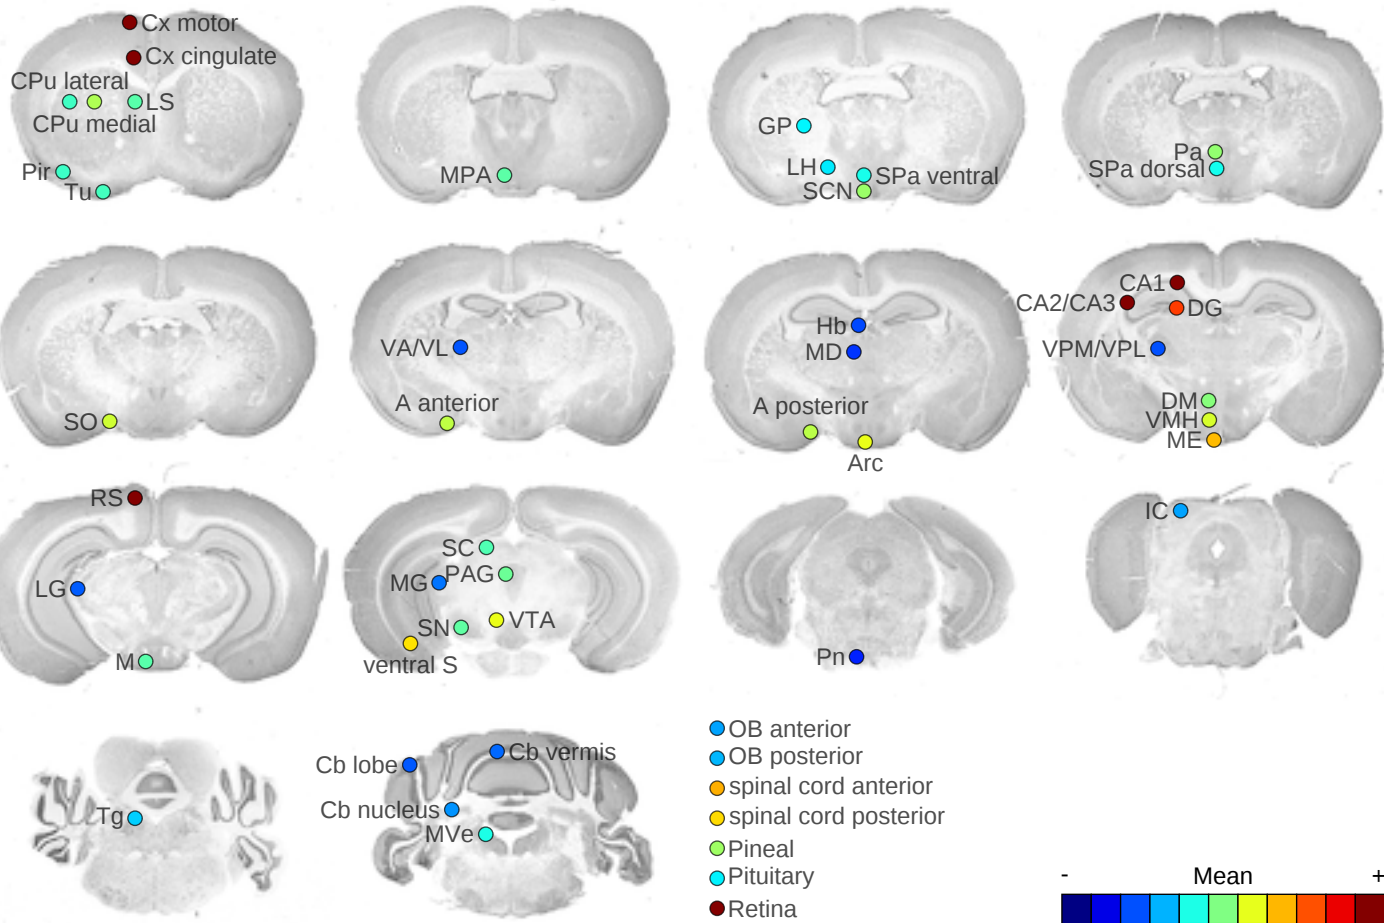 Cx motor
Cx cingulate
CPu lateral
LS
CPu medial
Pir
Tu
MPA
GP
LH
SPa ventral
SCN
Pa
SPa dorsal
SO
VA/VL
A anterior
Hb
MD
A posterior
Arc
CA1
CA2/CA3
DG
VPM/VPL
DM
VMH
ME
RS
LG
M
SC
MG
PAG
SN
VTA
ventral S
Pn
IC
Tg
Cb lobe
Cb vermis
Cb nucleus
MVe
OB anterior
OB posterior
spinal cord anterior
spinal cord posterior
Pineal
Pituitary
Retina
- Mean +